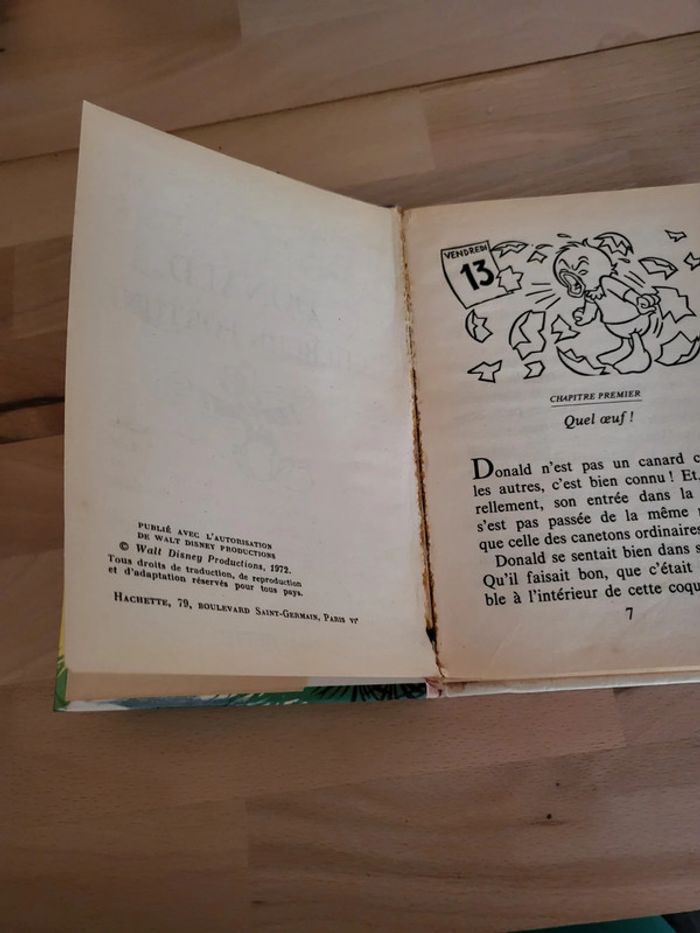 PUBLIÉ AVEC L'AUTORISATION
DE WALT DISNEY PRODUCTIONS
© Walt Disney Productions, 1972.
Tous droits de traduction, de reproduction
et d'adaptation réservés pour tous pays.
HACHETTE, 79, BOULEVARD SAINT-GERMAIN, PARIS VIᵉ
VENDREDI
13
CHAPITRE PREMIER
Quel œuf !
Donald n'est pas un canard c
les autres, c'est bien connu ! Et,
rellement, son entrée dans la
s'est pas passée de la même
que celle des canetons ordinaires
Donald se sentait bien dans s
Qu'il faisait bon, que c'était
ble à l'intérieur de cette coqu
7